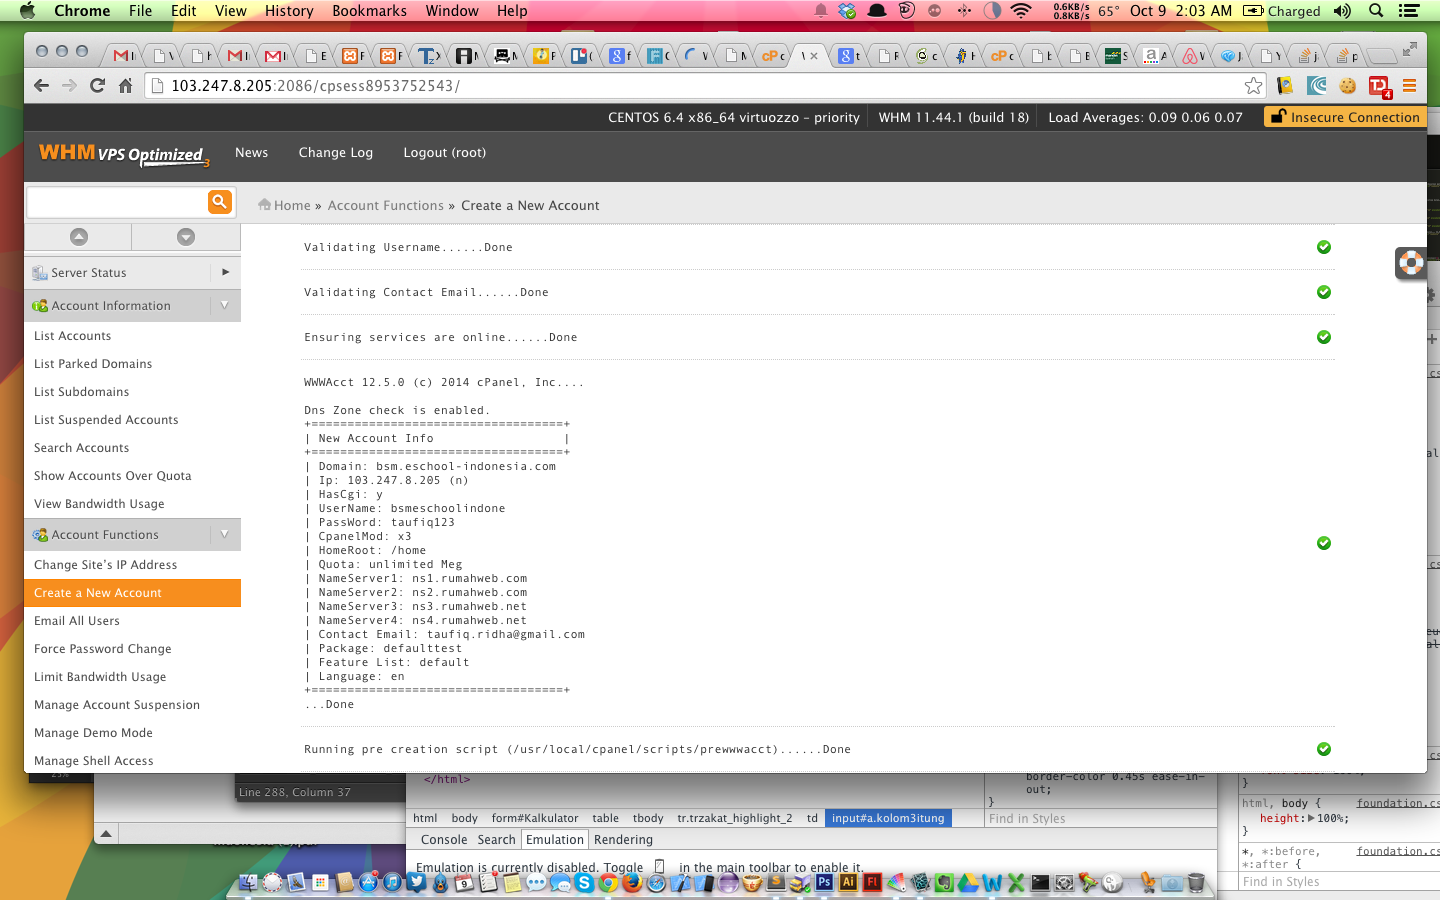 Chrome File Edit View History Bookmarks Window Help
0.6KB/s
0.8KB/s
65° Oct 9 2:03 AM Charged
103.247.8.205:2086/cpsess8953752543/
4
CENTOS 6.4 x86_64 virtuozzo – priority WHM 11.44.1 (build 18) Load Averages: 0.09 0.06 0.07 Insecure Connection
WHM VPS Optimized 3 News Change Log Logout (root)
Home » Account Functions » Create a New Account
Server Status
Account Information
List Accounts
List Parked Domains
List Subdomains
List Suspended Accounts
Search Accounts
Show Accounts Over Quota
View Bandwidth Usage
Account Functions
Change Site's IP Address
Create a New Account
Email All Users
Force Password Change
Limit Bandwidth Usage
Manage Account Suspension
Manage Demo Mode
Manage Shell Access
Validating Username......Done
Validating Contact Email......Done
Ensuring services are online......Done
WWWAcct 12.5.0 (c) 2014 cPanel, Inc....
Dns Zone check is enabled.
+===================================+
| New Account Info |
+===================================+
| Domain: bsm.eschool-indonesia.com
| Ip: 103.247.8.205 (n)
| HasCgi: y
| UserName: bsmeschoolindone
| PassWord: taufiq123
| CpanelMod: x3
| HomeRoot: /home
| Quota: unlimited Meg
| NameServer1: ns1.rumahweb.com
| NameServer2: ns2.rumahweb.com
| NameServer3: ns3.rumahweb.net
| NameServer4: ns4.rumahweb.net
| Contact Email: taufiq.ridha@gmail.com
| Package: defaulttest
| Feature List: default
| Language: en
+===================================+
...Done
Running pre creation script (/usr/local/cpanel/scripts/prewwwacct)......Done
Line 288, Column 37
</html>
html body form#Kalkulator table tbody tr.trzakat_highlight_2 td input#a.kolom3itung
Console Search Emulation Rendering
Emulation is currently disabled. Toggle in the main toolbar to enable it.
border-color 0.45s ease-in-
out;
}
Find in Styles
}
html, body { foundation.cs
height: 100%;
}
*, *:before, foundation.cs
*:after {
Find in Styles